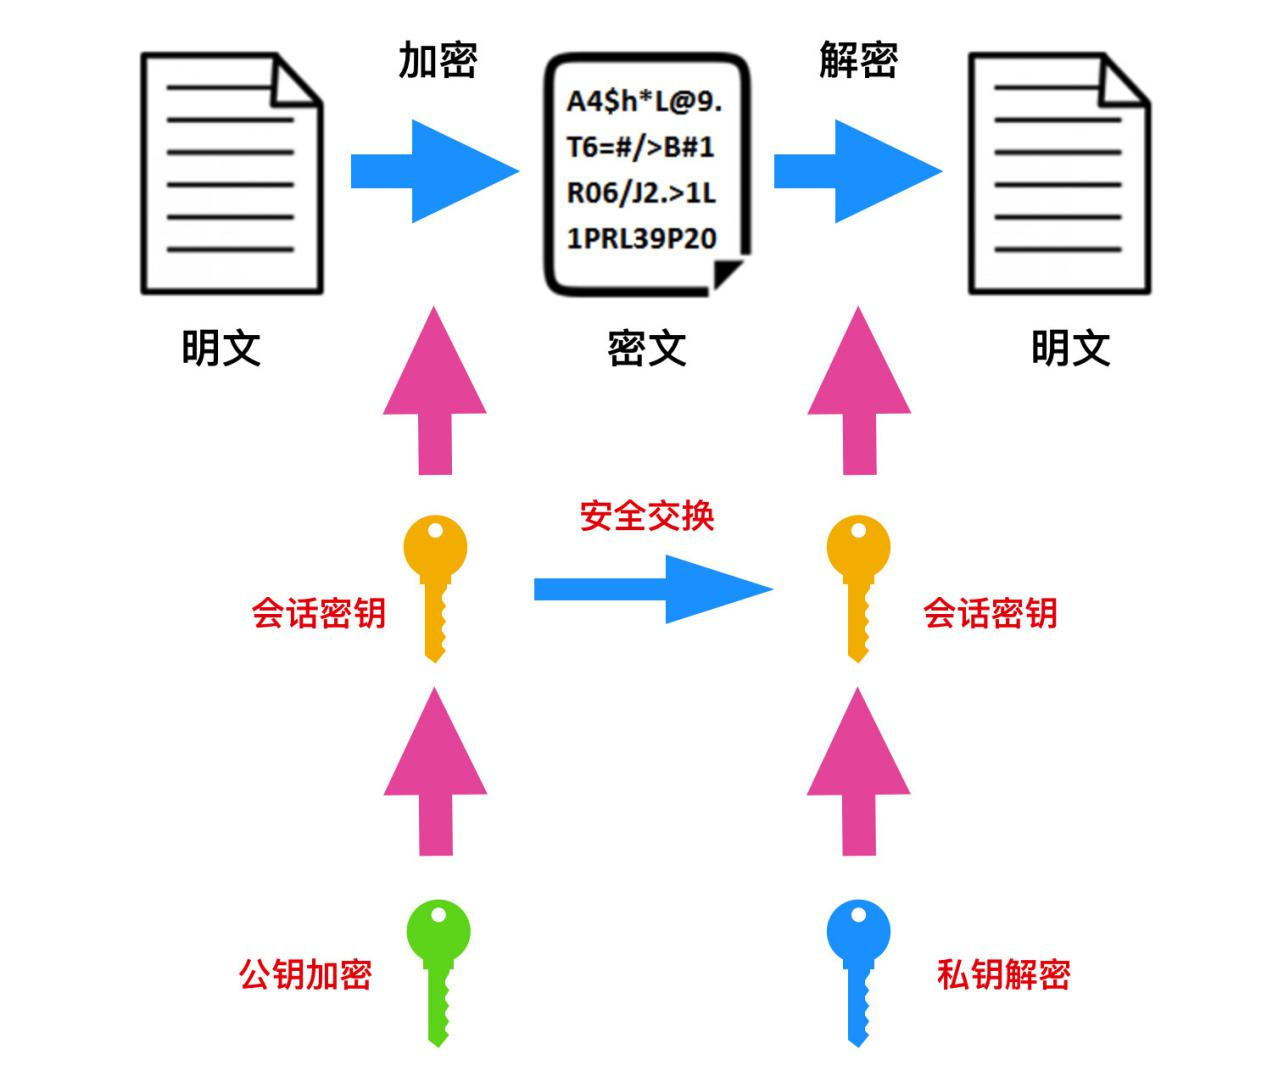 加密
解密
A4$h*L@9.
T6=#/>B#1
R06/J2.>1L
1PRL39P20
明文
密文
明文
安全交换
会话密钥
会话密钥
公钥加密
私钥解密